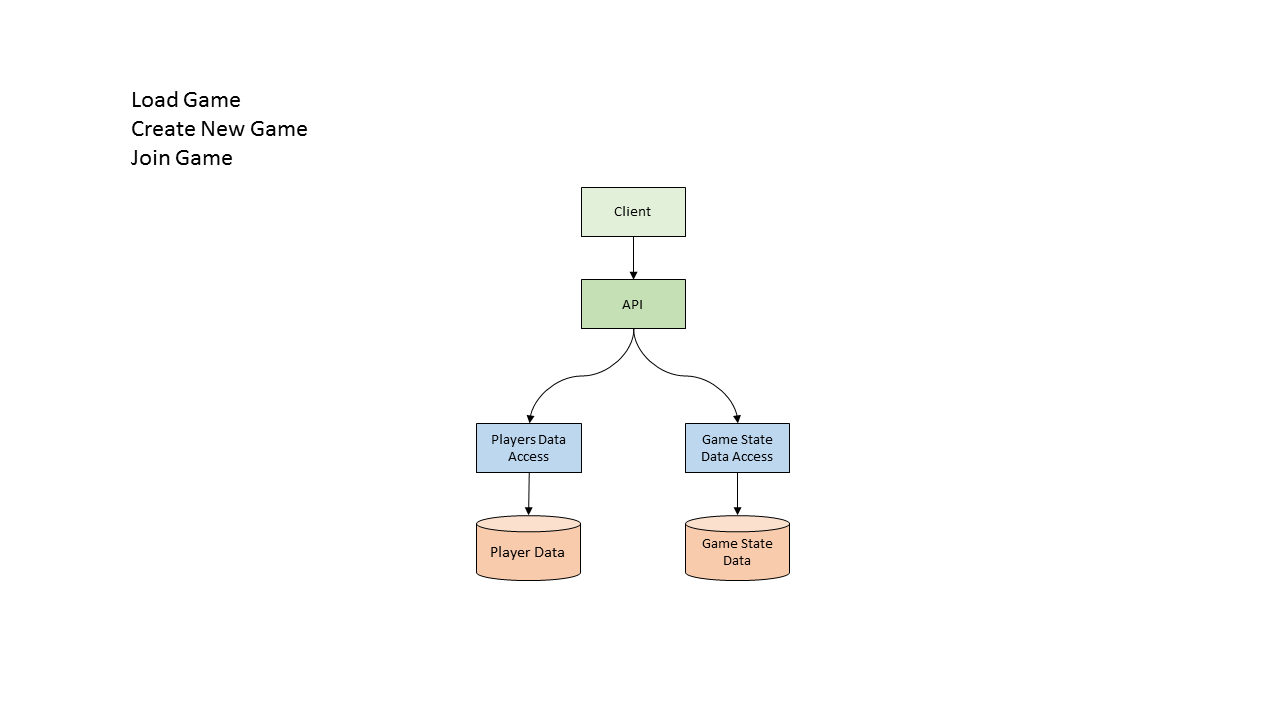 Load Game
Create New Game
Join Game
Client
API
Players Data
Access
Game State
Data Access
Player Data
Game State
Data